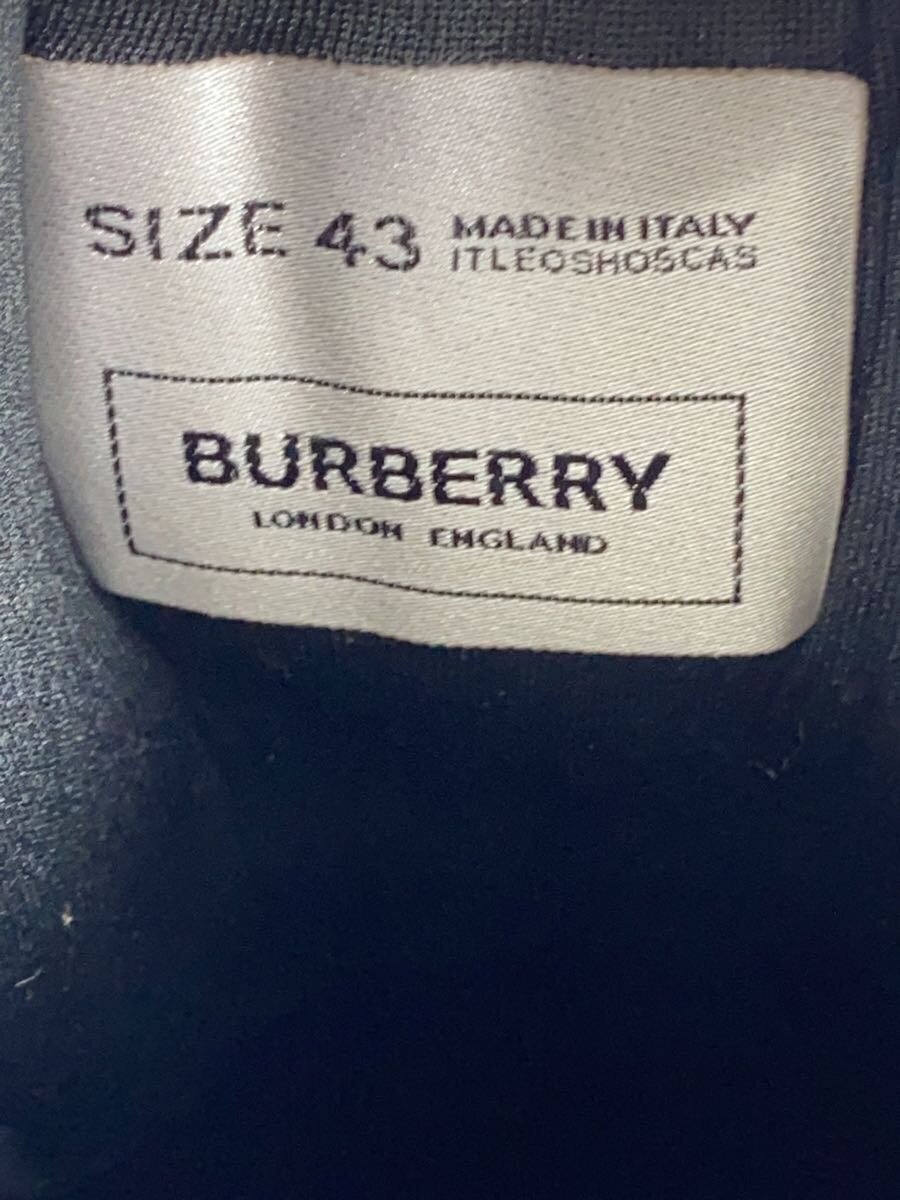 SIZE 43
MADE IN ITALY
ITLEOSHOSCAS
BURBERRY
LONDON ENGLAND